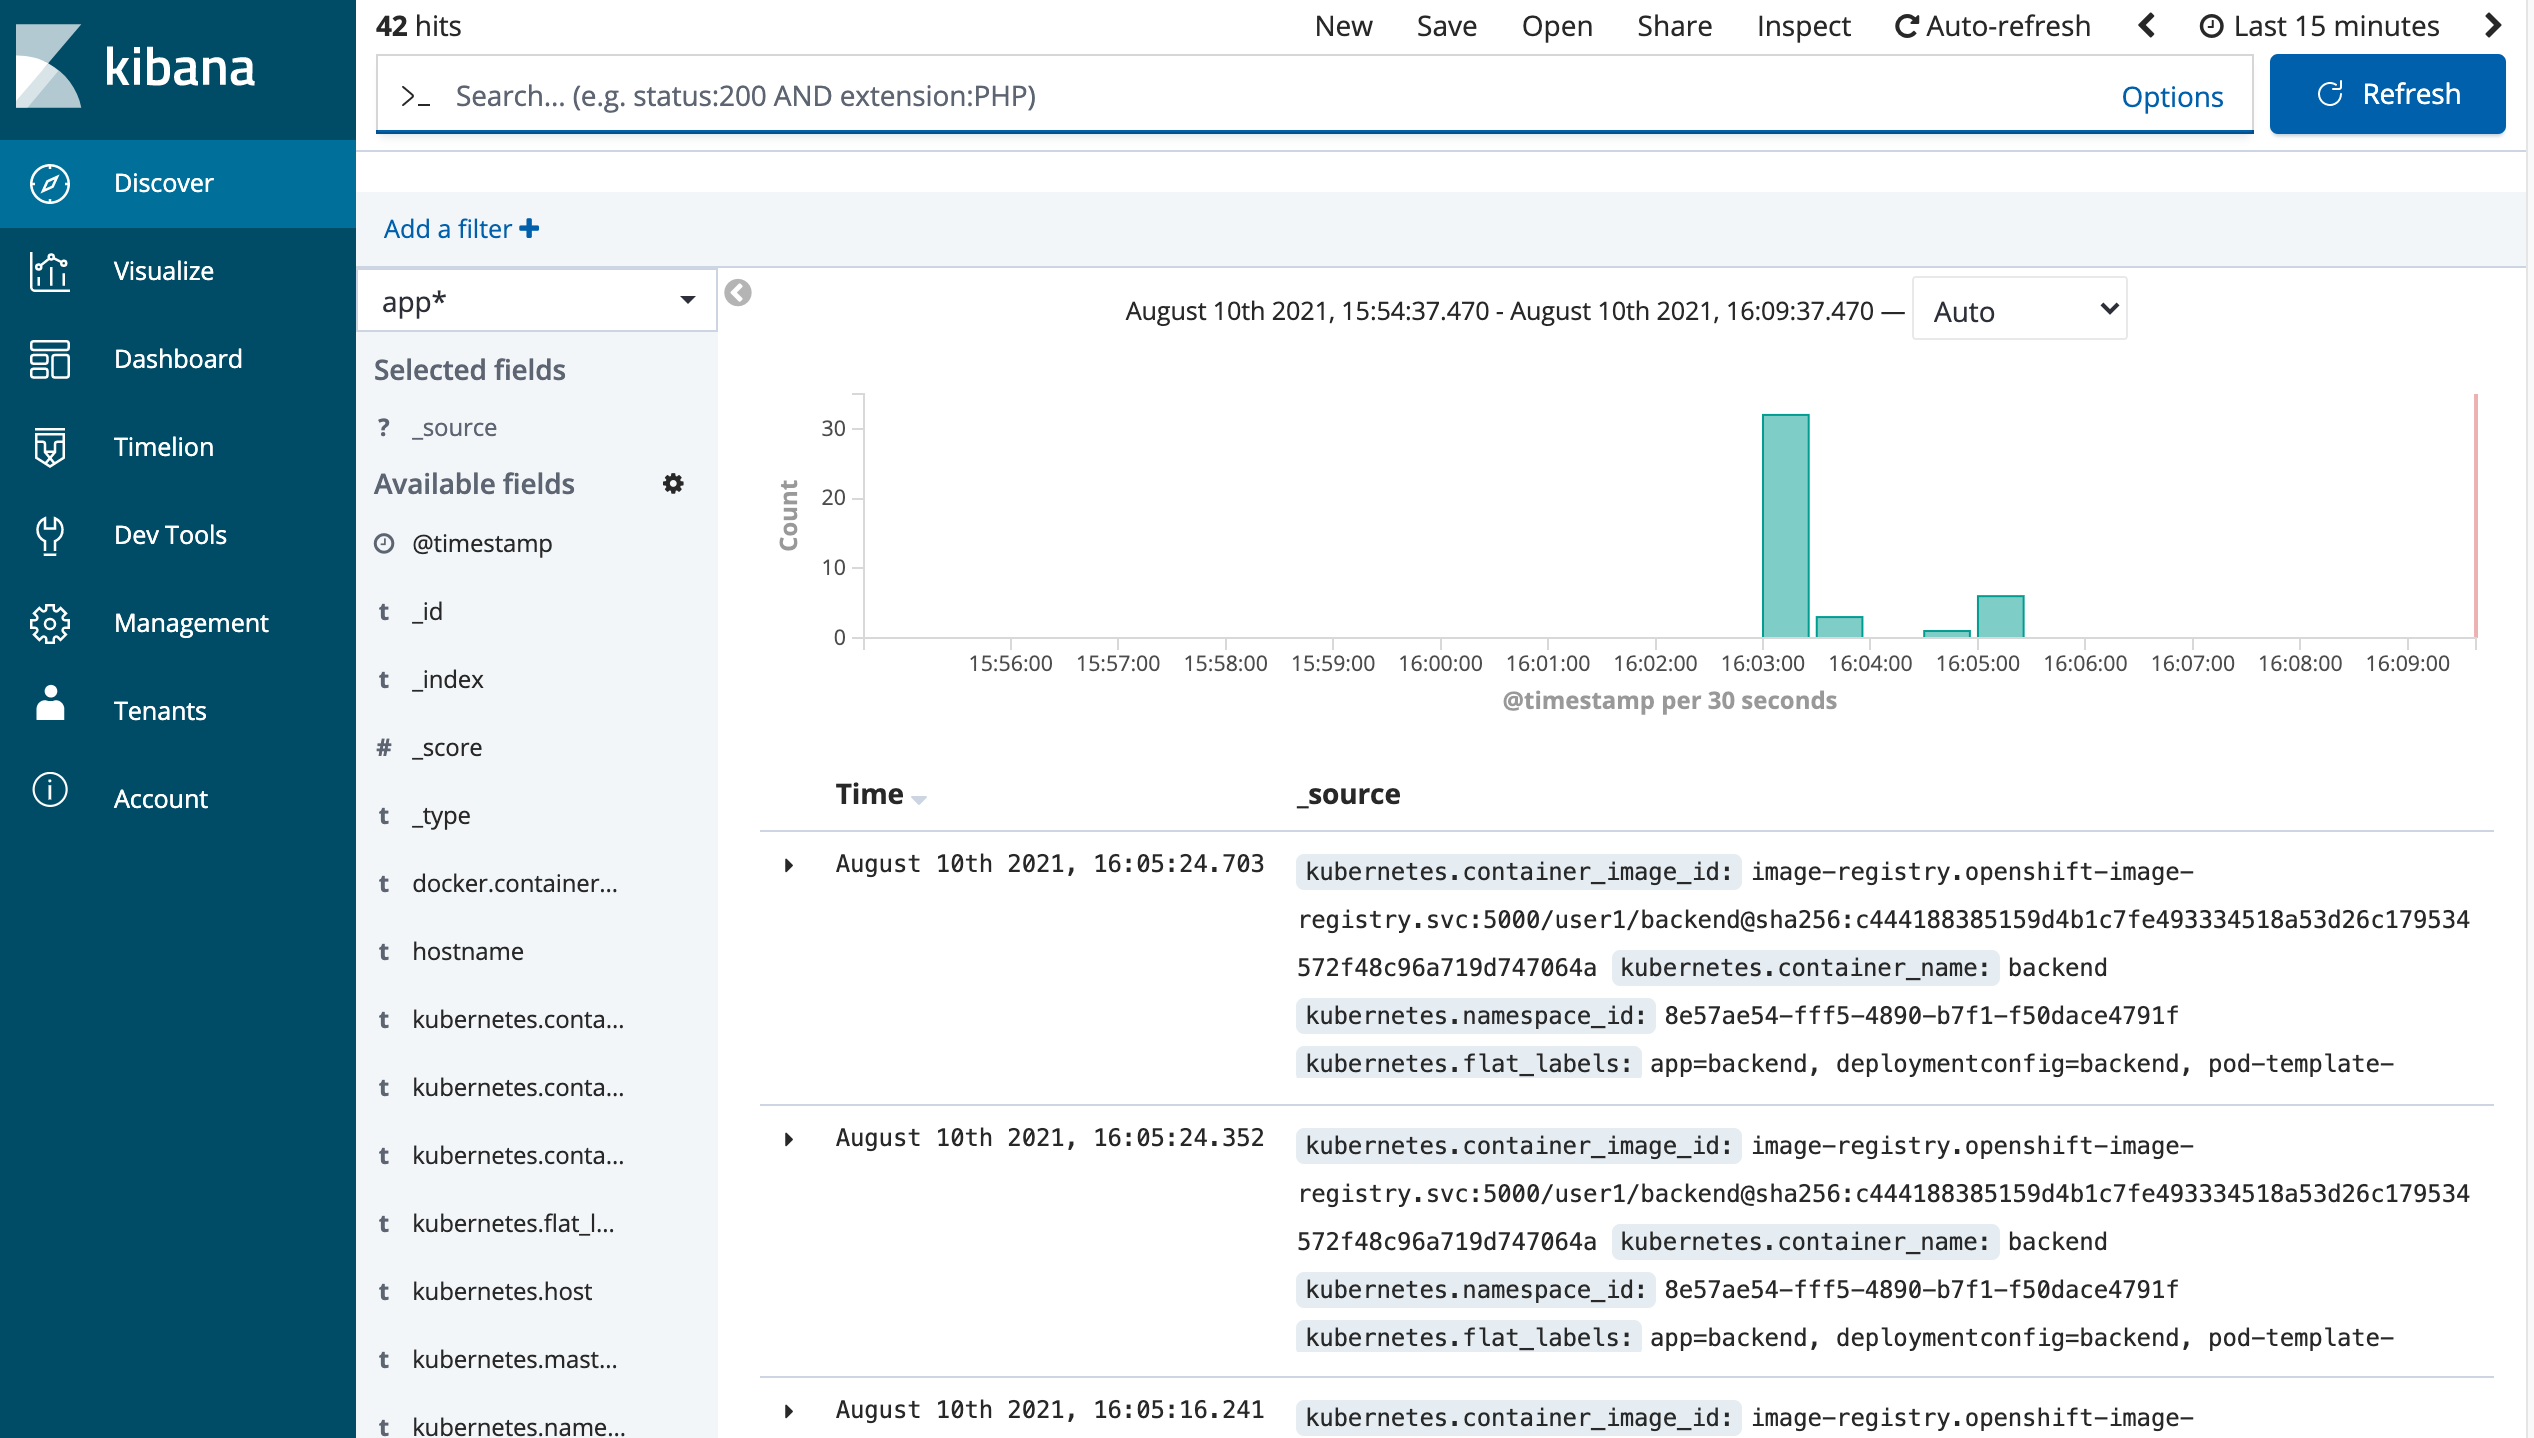 kibana
Discover
Visualize
Dashboard
Timelion
Dev Tools
Management
Tenants
Account
42 hits
New Save Open Share Inspect Auto-refresh Last 15 minutes
>_ Search... (e.g. status:200 AND extension:PHP) Options Refresh
Add a filter +
app*
Selected fields
? _source
Available fields
@timestamp
t _id
t _index
# _score
t _type
t docker.container...
t hostname
t kubernetes.conta...
t kubernetes.conta...
t kubernetes.conta...
t kubernetes.flat_l...
t kubernetes.host
t kubernetes.mast...
t kubernetes.name...
August 10th 2021, 15:54:37.470 - August 10th 2021, 16:09:37.470 — Auto
Count
30
20
10
0
15:56:00 15:57:00 15:58:00 15:59:00 16:00:00 16:01:00 16:02:00 16:03:00 16:04:00 16:05:00 16:06:00 16:07:00 16:08:00 16:09:00
@timestamp per 30 seconds
Time _source
August 10th 2021, 16:05:24.703 kubernetes.container_image_id: image-registry.openshift-image-
registry.svc:5000/user1/backend@sha256:c444188385159d4b1c7fe493334518a53d26c179534
572f48c96a719d747064a kubernetes.container_name: backend
kubernetes.namespace_id: 8e57ae54-fff5-4890-b7f1-f50dace4791f
kubernetes.flat_labels: app=backend, deploymentconfig=backend, pod-template-
August 10th 2021, 16:05:24.352 kubernetes.container_image_id: image-registry.openshift-image-
registry.svc:5000/user1/backend@sha256:c444188385159d4b1c7fe493334518a53d26c179534
572f48c96a719d747064a kubernetes.container_name: backend
kubernetes.namespace_id: 8e57ae54-fff5-4890-b7f1-f50dace4791f
kubernetes.flat_labels: app=backend, deploymentconfig=backend, pod-template-
August 10th 2021, 16:05:16.241 kubernetes.container_image_id: image-registry.openshift-image-